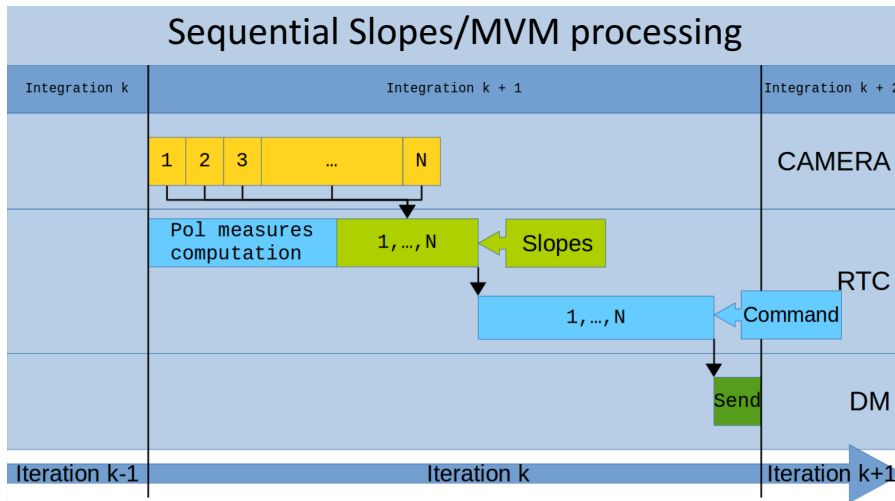 Sequential Slopes/MVM processing
Integration k
Integration k + 1
Integration k + 2
1
2
3
…
N
CAMERA
Pol measures
computation
1,…,N
Slopes
RTC
1,…,N
Command
Send
DM
Iteration k-1
Iteration k
Iteration k+1